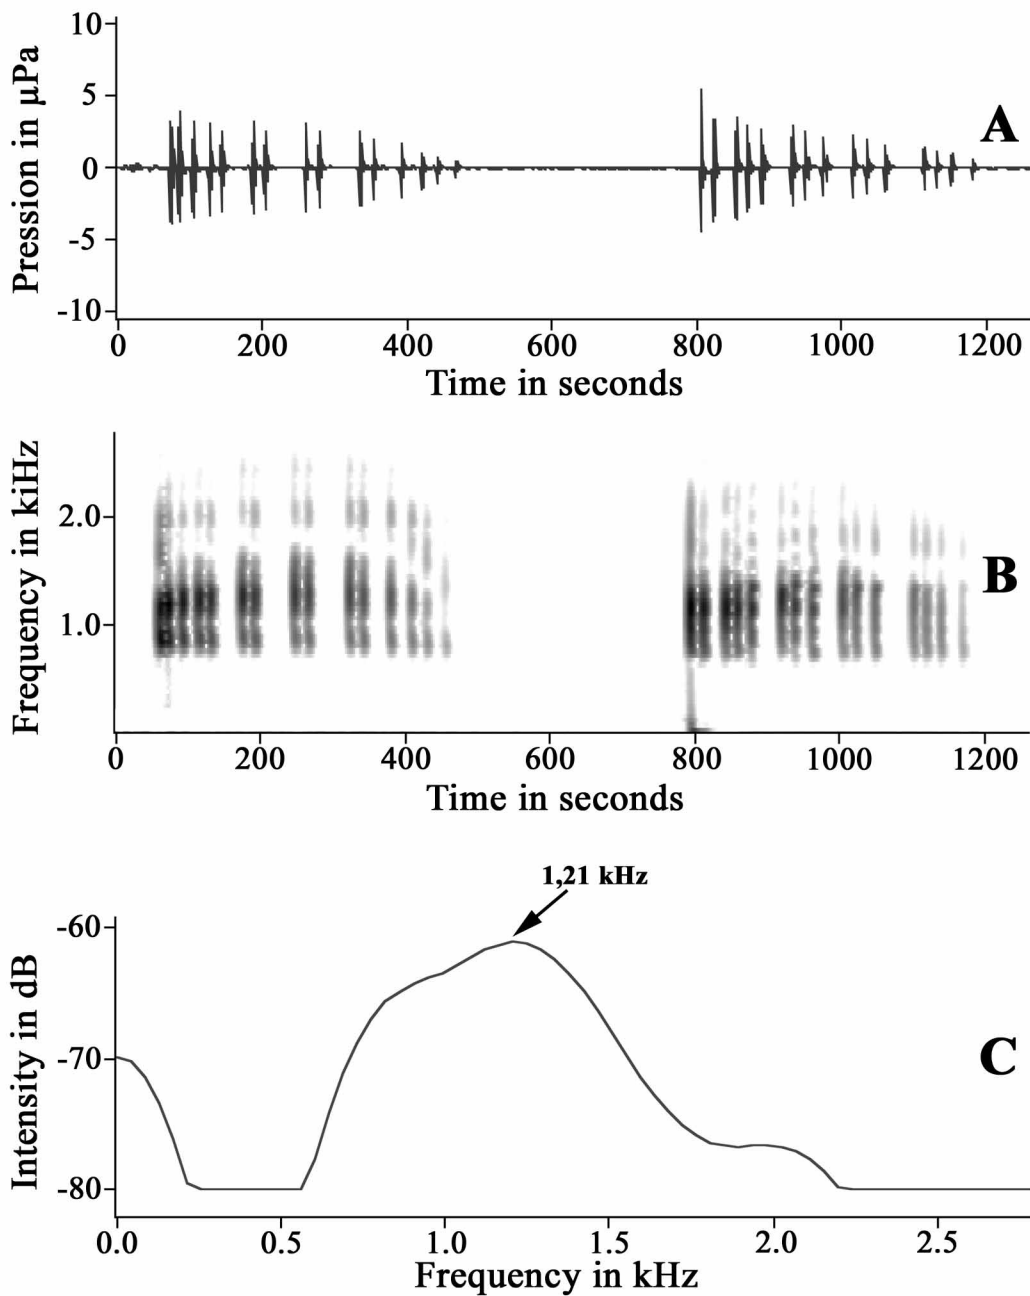 10
5
0
-5
-10
Pression in µPa
A
0 200 400 600 800 1000 1200
Time in seconds
2.0
1.0
Frequency in kiHz
B
0 200 400 600 800 1000 1200
Time in seconds
1,21 kHz
-60
-70
-80
Intensity in dB
C
0.0 0.5 1.0 1.5 2.0 2.5
Frequency in kHz